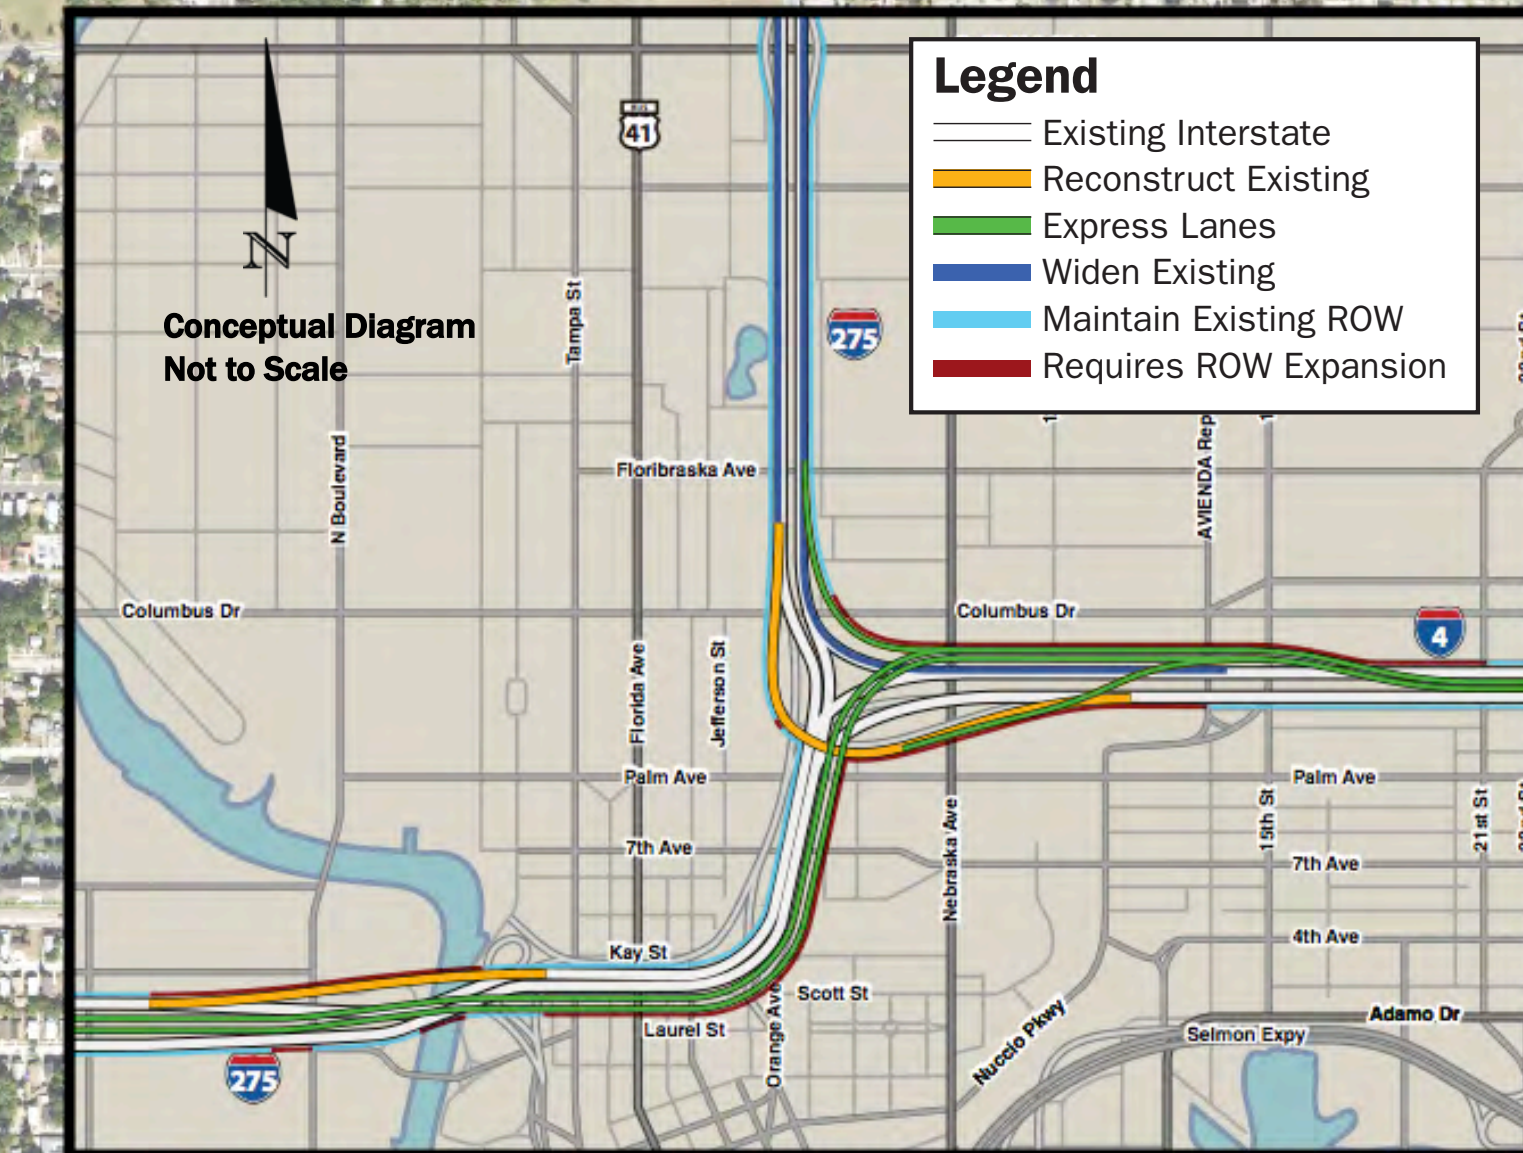 Legend
Existing Interstate
Reconstruct Existing
Express Lanes
Widen Existing
Maintain Existing ROW
Requires ROW Expansion
41
N
Conceptual Diagram
Not to Scale
Tampa St
275
N Boulevard
Floribraska Ave
AVIENDA Rep
Columbus Dr
Columbus Dr
4
Florida Ave
Jefferson St
Palm Ave
Palm Ave
15th St
21st St
7th Ave
7th Ave
Nebraska Ave
4th Ave
Kay St
Scott St
Laurel St
Orange Ave
Nuccio Pkwy
Adamo Dr
Selmon Expy
275